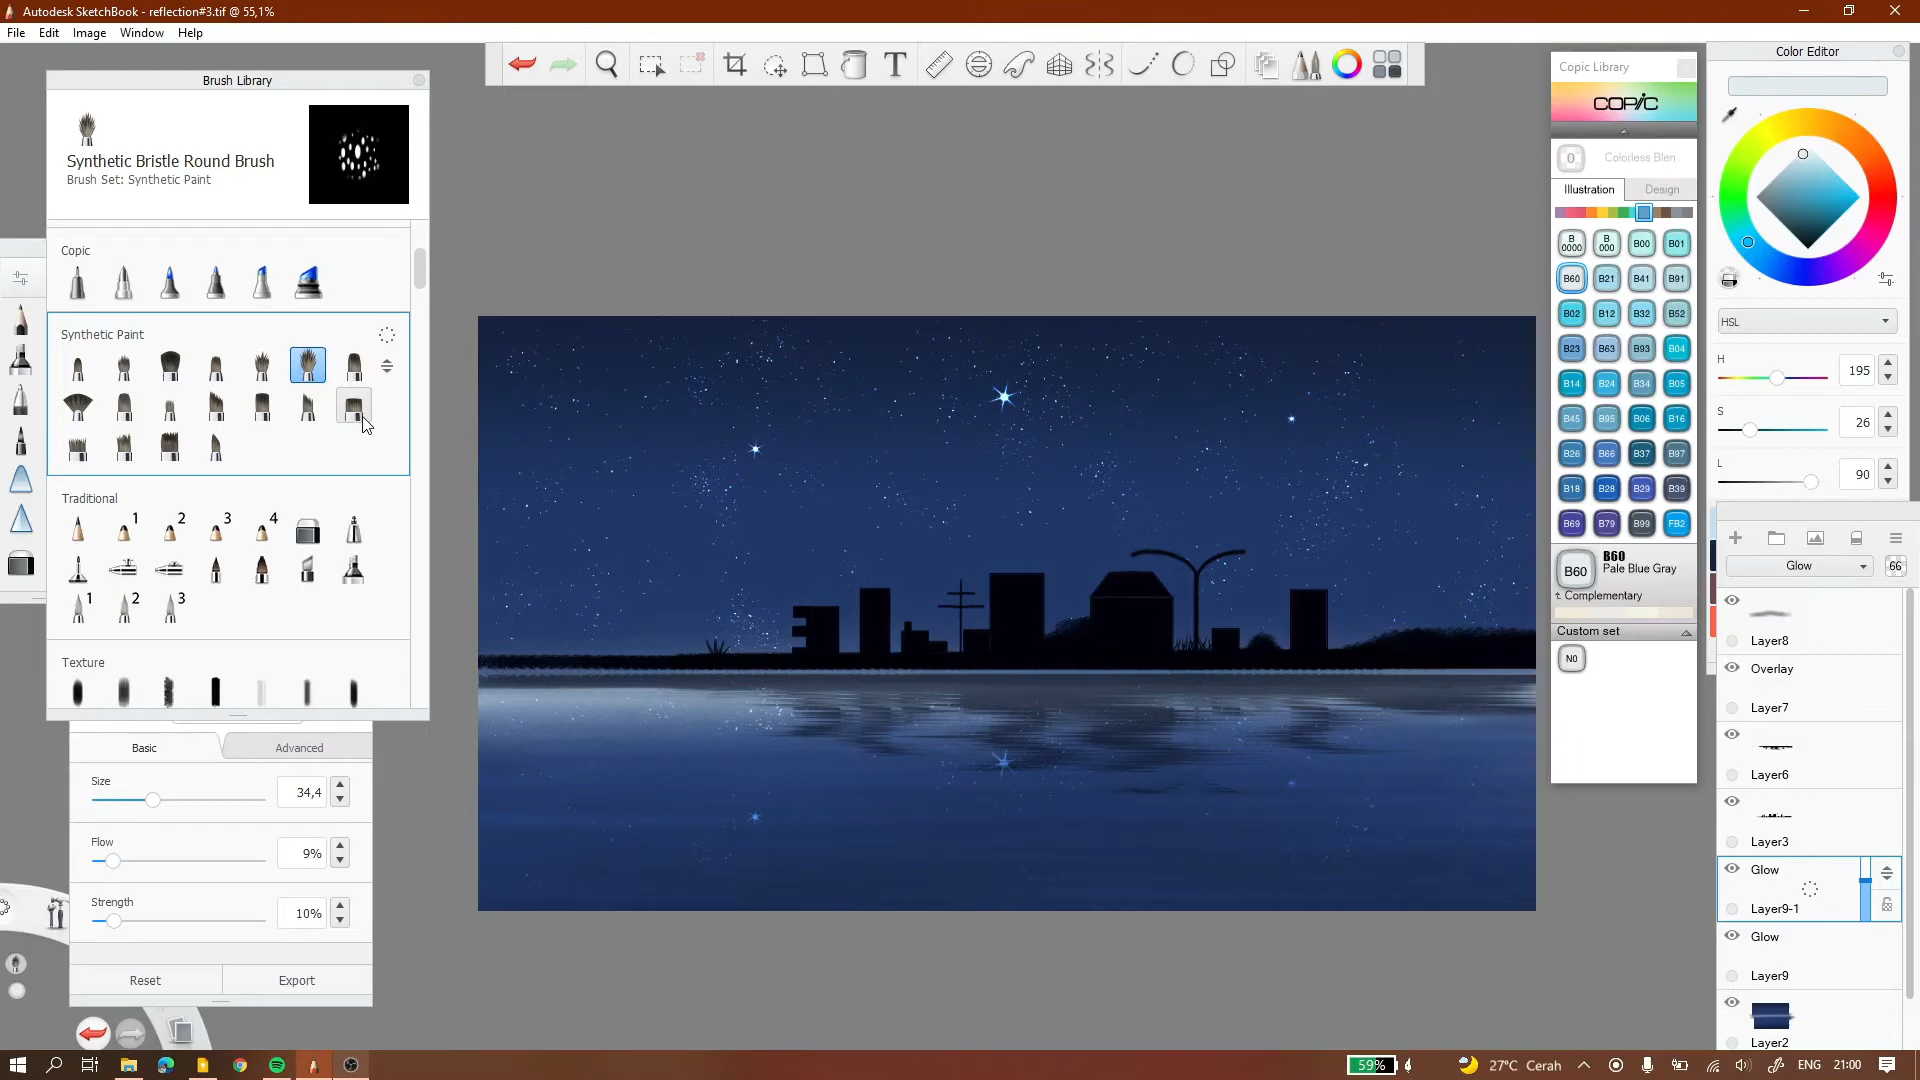 Autodesk SketchBook - reflection#3.tif @ 55,1%
File Edit Image Window Help
Brush Library
Synthetic Bristle Round Brush
Brush Set: Synthetic Paint
Copic
Synthetic Paint
Traditional
1 2 3 4
1 2 3
Texture
Basic Advanced
Size
34,4
Flow
9%
Strength
10%
Reset Export
T
Copic Library
COPIC
0 Colorless Blen
Illustration Design
B 0000 B 000 B00 B01
B60 B21 B41 B91
B02 B12 B32 B52
B23 B63 B93 B04
B14 B24 B34 B05
B45 B95 B06 B16
B26 B66 B37 B97
B18 B28 B29 B39
B69 B79 B99 FB2
B60 B60
Pale Blue Gray
Complementary
Custom set
N0
Color Editor
HSL
H
195
S
26
L
90
Glow 66
Layer8
Overlay
Layer7
Layer6
Layer3
Glow
Layer9-1
Glow
Layer9
Layer2
59% 27°C Cerah ENG 21:00